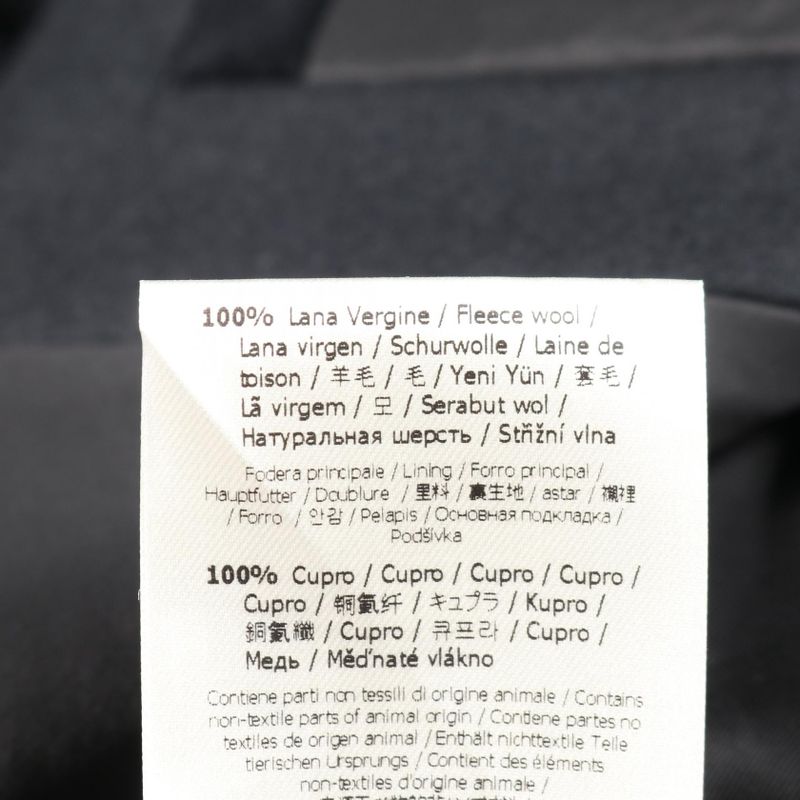 100% Lana Vergine / Fleece wool /
Lana virgen / Schurwolle / Laine de
toison / 羊毛 / 毛 / Yeni Yün / 套毛 /
Lã virgem / 모 / Serabut wol /
Натуральная шерсть / Střižní vlna
Fodera principale / Lining / Forro principal /
Hauptfutter / Doublure / 里料 / 裏生地 / astar / 襯裡
/ Forro / 안감 / Pelapis / Основная подкладка /
Podšívka
100% Cupro / Cupro / Cupro / Cupro /
Cupro / 铜氨纤 / キュプラ / Kupro /
銅氨纖 / Cupro / 큐프라 / Cupro /
Медь / Měďnaté vlákno
Contiene parti non tessili di origine animale / Contains
non-textile parts of animal origin / Contiene partes no
textiles de origen animal / Enthält nichttextile Teile
tierischen Ursprungs / Contient des éléments
non-textiles d'origine animale /